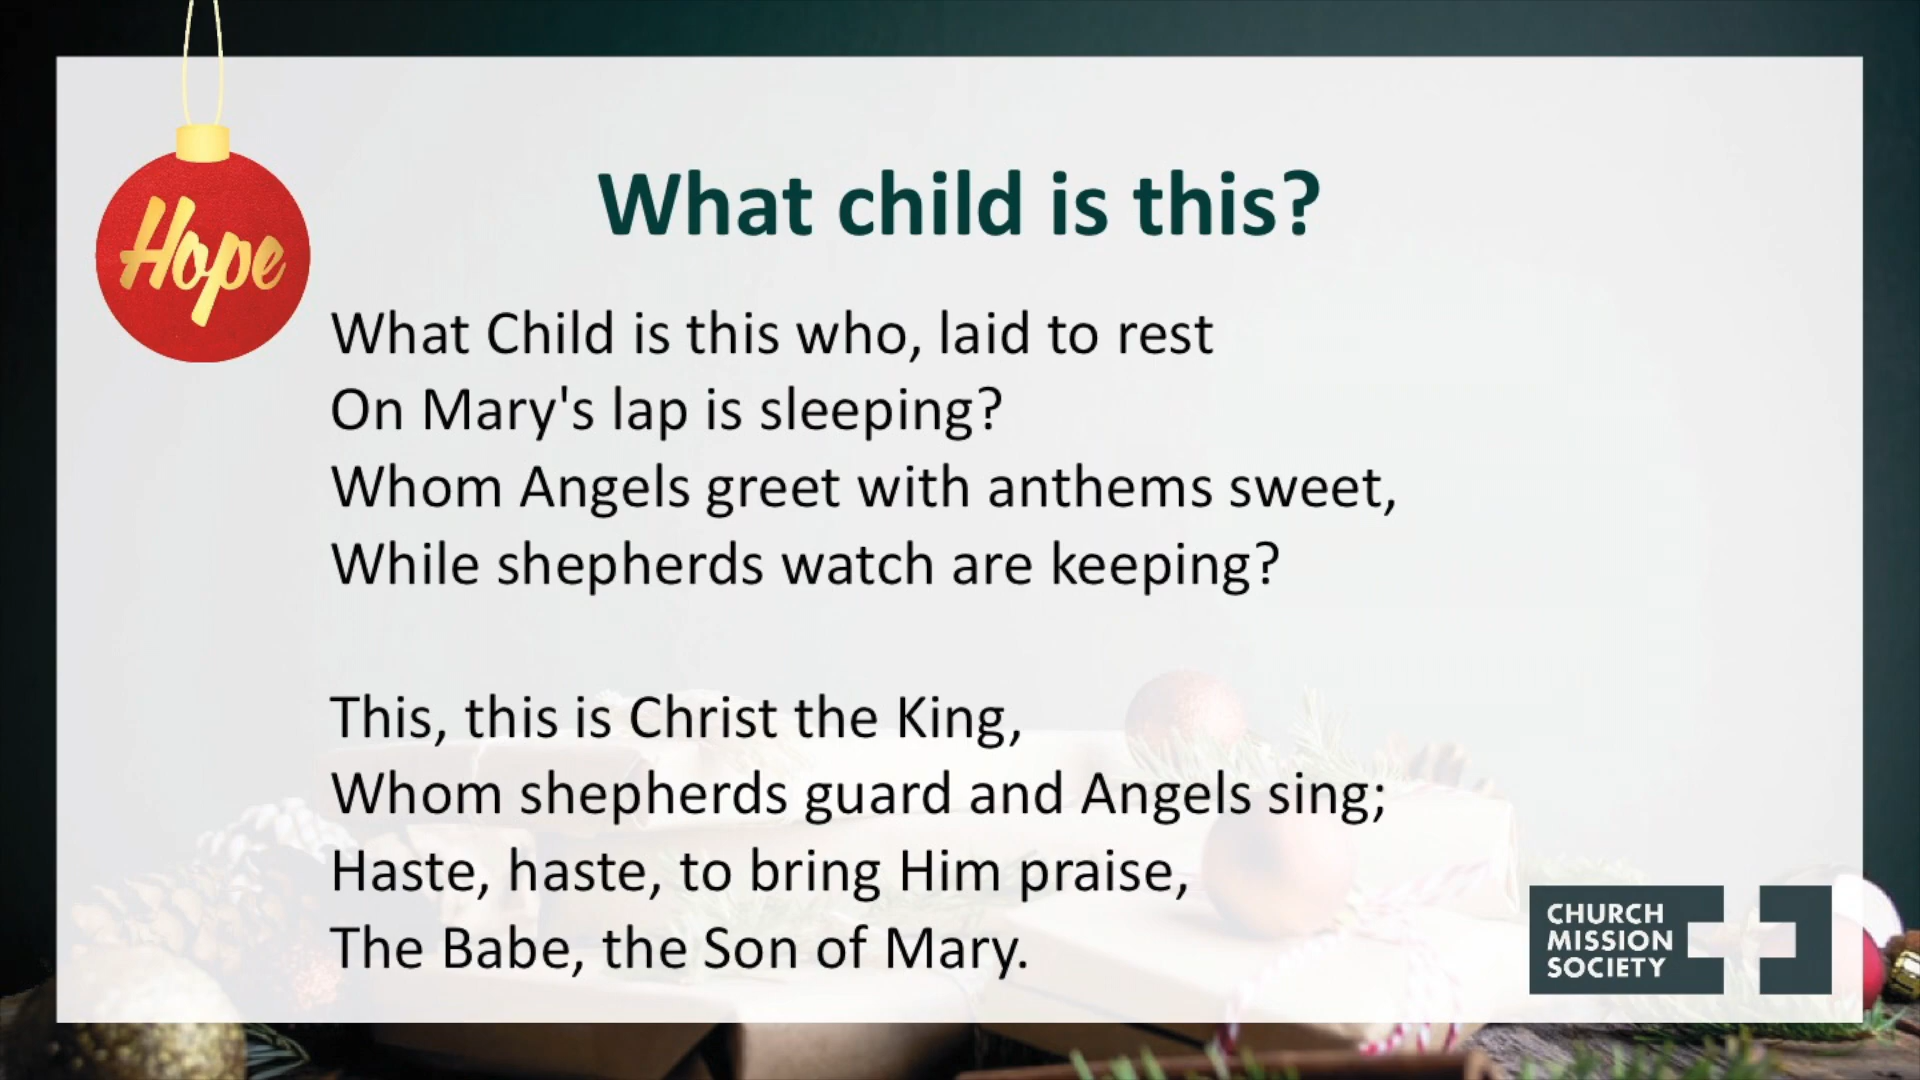 Hope
What child is this?
What Child is this who, laid to rest
On Mary's lap is sleeping?
Whom Angels greet with anthems sweet,
While shepherds watch are keeping?
This, this is Christ the King,
Whom shepherds guard and Angels sing;
Haste, haste, to bring Him praise,
The Babe, the Son of Mary.
CHURCH
MISSION
SOCIETY